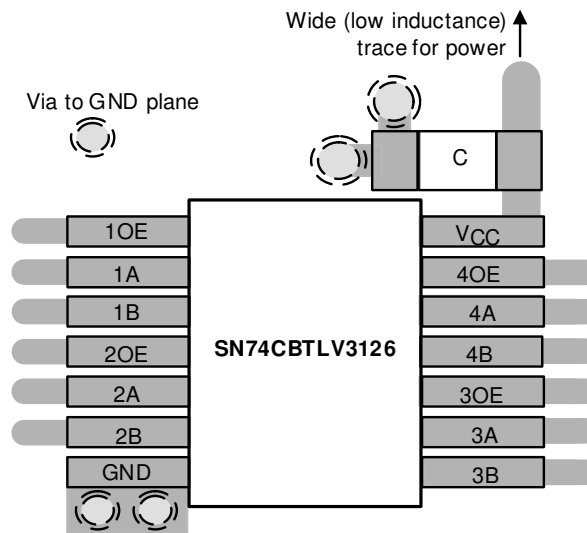 Wide (low inductance)
trace for power
Via to GND plane
C
1OE
1A
1B
2OE
2A
2B
GND
SN74CBTLV3126
VCC
4OE
4A
4B
3OE
3A
3B